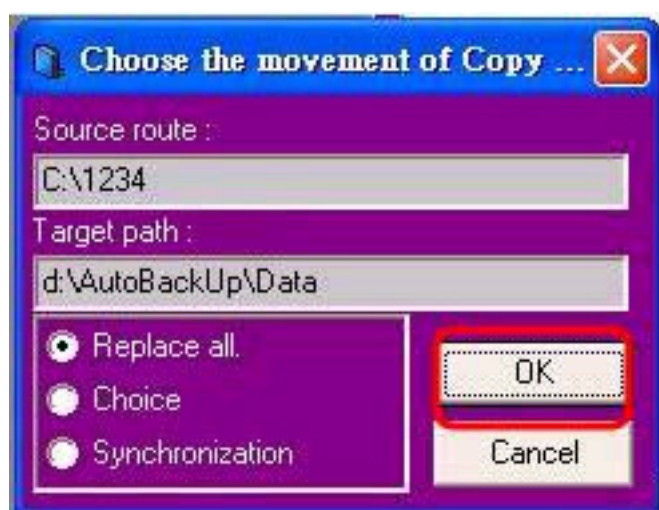 Choose the movement of Copy ...
Source route :
C:\1234
Target path :
d:\AutoBackUp\Data
Replace all.
Choice
Synchronization
OK
Cancel